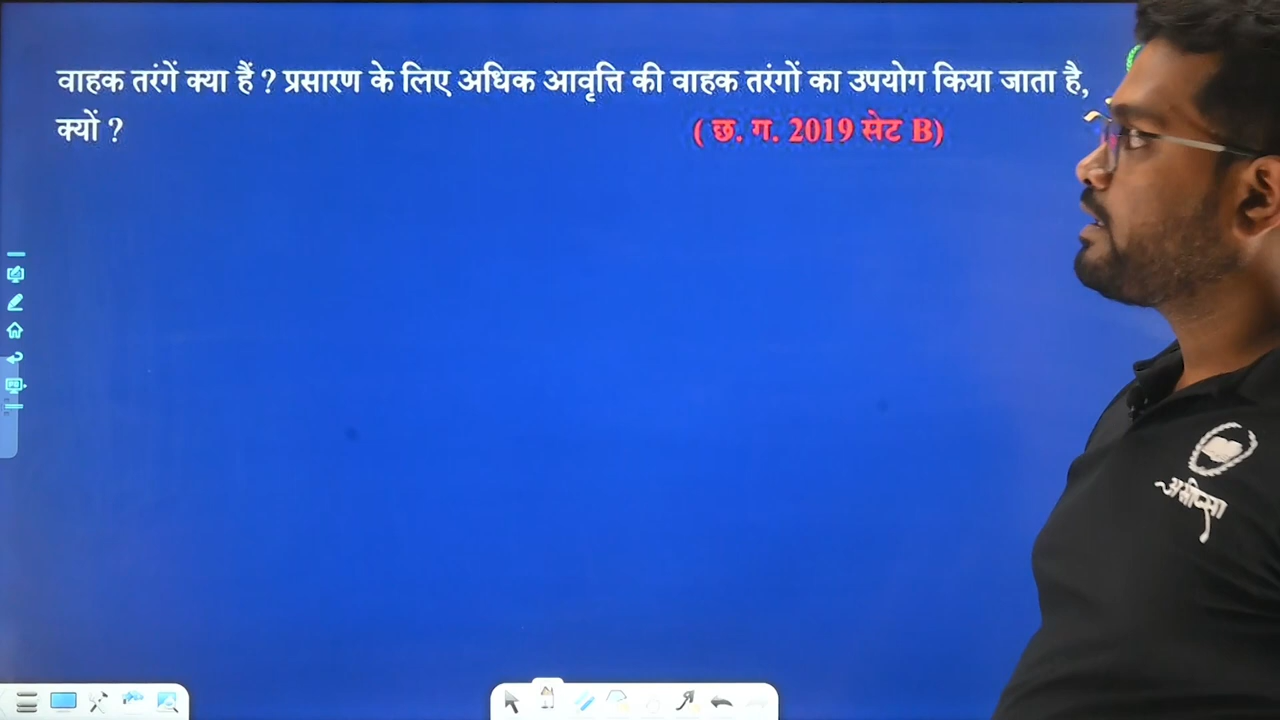 वाहक तरंगें क्या हैं ? प्रसारण के लिए अधिक आवृत्ति की वाहक तरंगों का उपयोग किया जाता है,
क्यों ?
( छ. ग. 2019 सेट B)